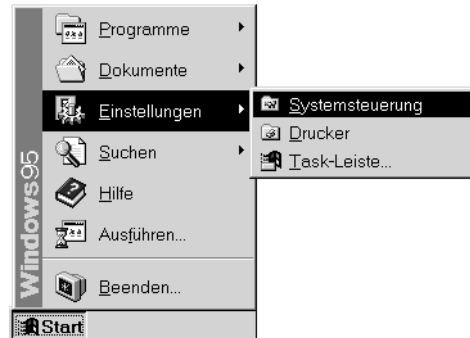 Programme
Dokumente
Einstellungen
Suchen
Hilfe
Ausführen...
Beenden...
Systemsteuerung
Drucker
Task-Leiste...
Windows95
Start